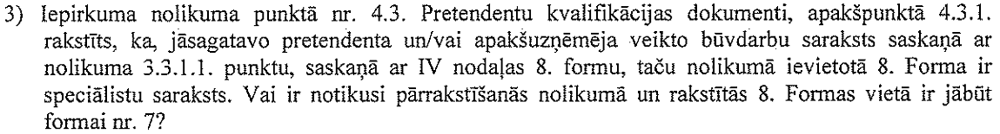 3) Iepirkuma nolikuma punktā nr. 4.3. Pretendentu kvalifikācijas dokumenti, apakšpunktā 4.3.1.
rakstīts, ka, jāsagatavo pretendenta un/vai apakšuzņēmēja veikto būvdarbu saraksts saskaņā ar
nolikuma 3.3.1.1. punktu, saskaņā ar IV nodaļas 8. formu, taču nolikumā ievietotā 8. Forma ir
speciālistu saraksts. Vai ir notikusi pārrakstīšanās nolikumā un rakstītās 8. Formas vietā ir jābūt
formai nr. 7?